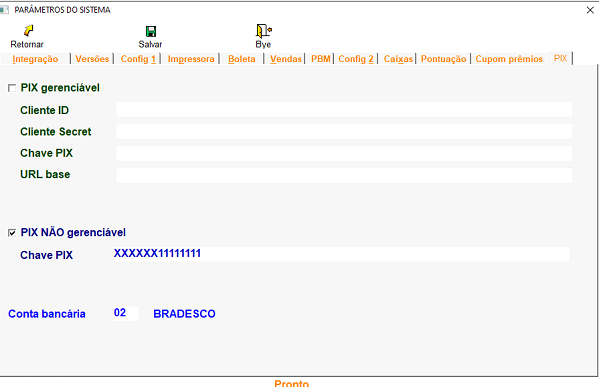 PARÂMETROS DO SISTEMA
Retornar Salvar Bye
Integração Versões Config 1 Impressora Boleta Vendas PBM Config 2 Caixas Pontuação Cupom prêmios PIX
PIX gerenciável
Cliente ID
Cliente Secret
Chave PIX
URL base
PIX NÃO gerenciável
Chave PIX XXXXXX11111111
Conta bancária 02 BRADESCO
Pronto